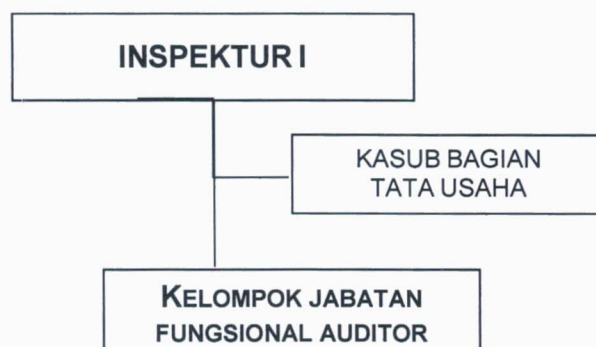 INSPEKTUR I
KASUB BAGIAN
TATA USAHA
KELOMPOK JABATAN
FUNGSIONAL AUDITOR